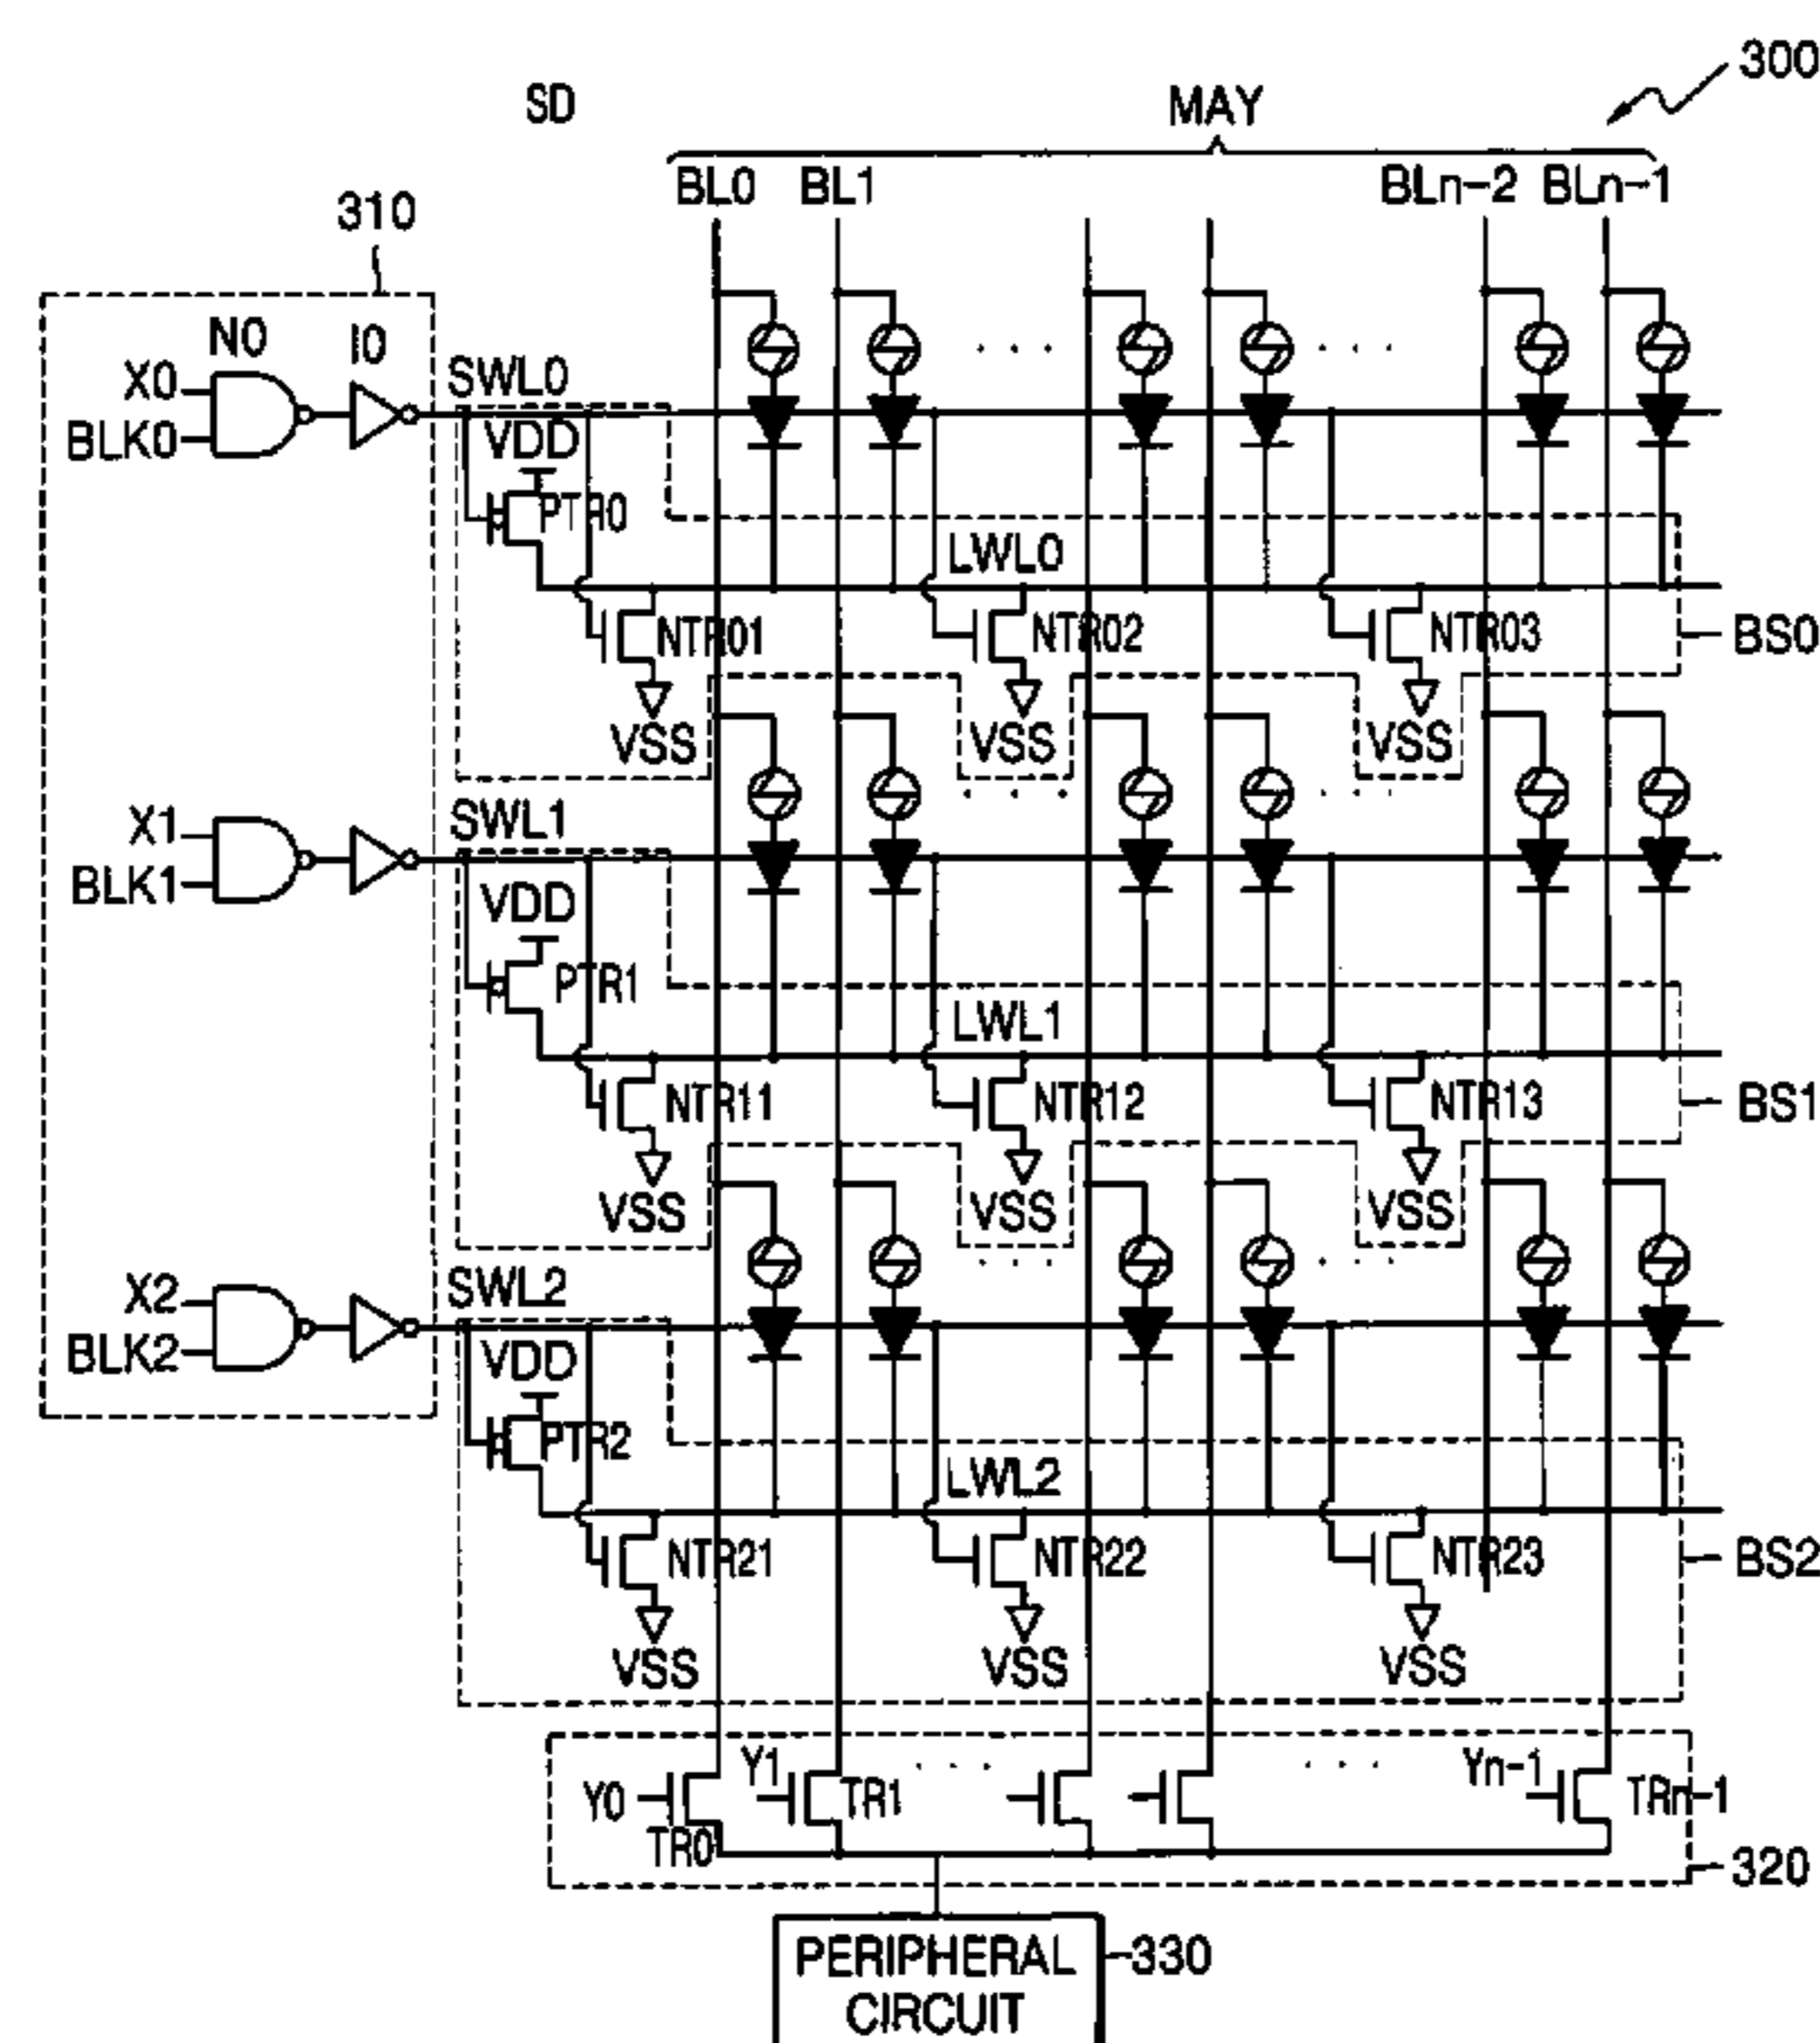 300
SD
MAY
BL0
BL1
BLn-2
BLn-1
310
N0
I0
X0
BLK0
SWL0
VDD
PTR0
LWL0
NTR01
NTR02
NTR03
BS0
VSS
VSS
VSS
X1
BLK1
SWL1
VDD
PTR1
LWL1
NTR11
NTR12
NTR13
BS1
VSS
VSS
VSS
X2
BLK2
SWL2
VDD
PTR2
LWL2
NTR21
NTR22
NTR23
BS2
VSS
VSS
VSS
Y0
TR0
Y1
TR1
Yn-1
TRn-1
320
PERIPHERAL
CIRCUIT
330